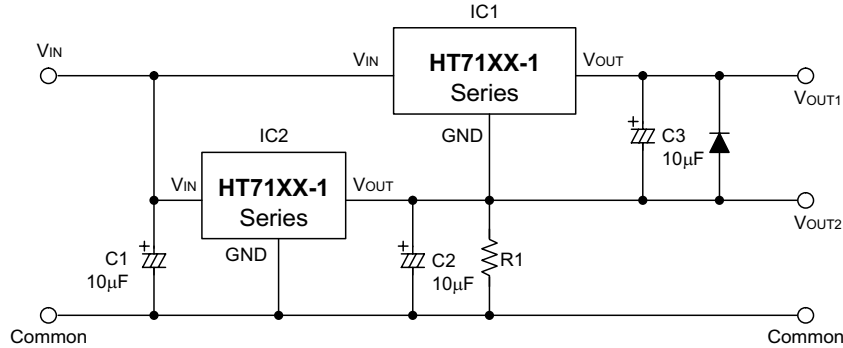 IC1
VIN
VIN
HT71XX-1
Series
VOUT
VOUT1
GND
C3
10μF
IC2
VIN
HT71XX-1
Series
VOUT
VOUT2
GND
C1
10μF
C2
10μF
R1
Common
Common